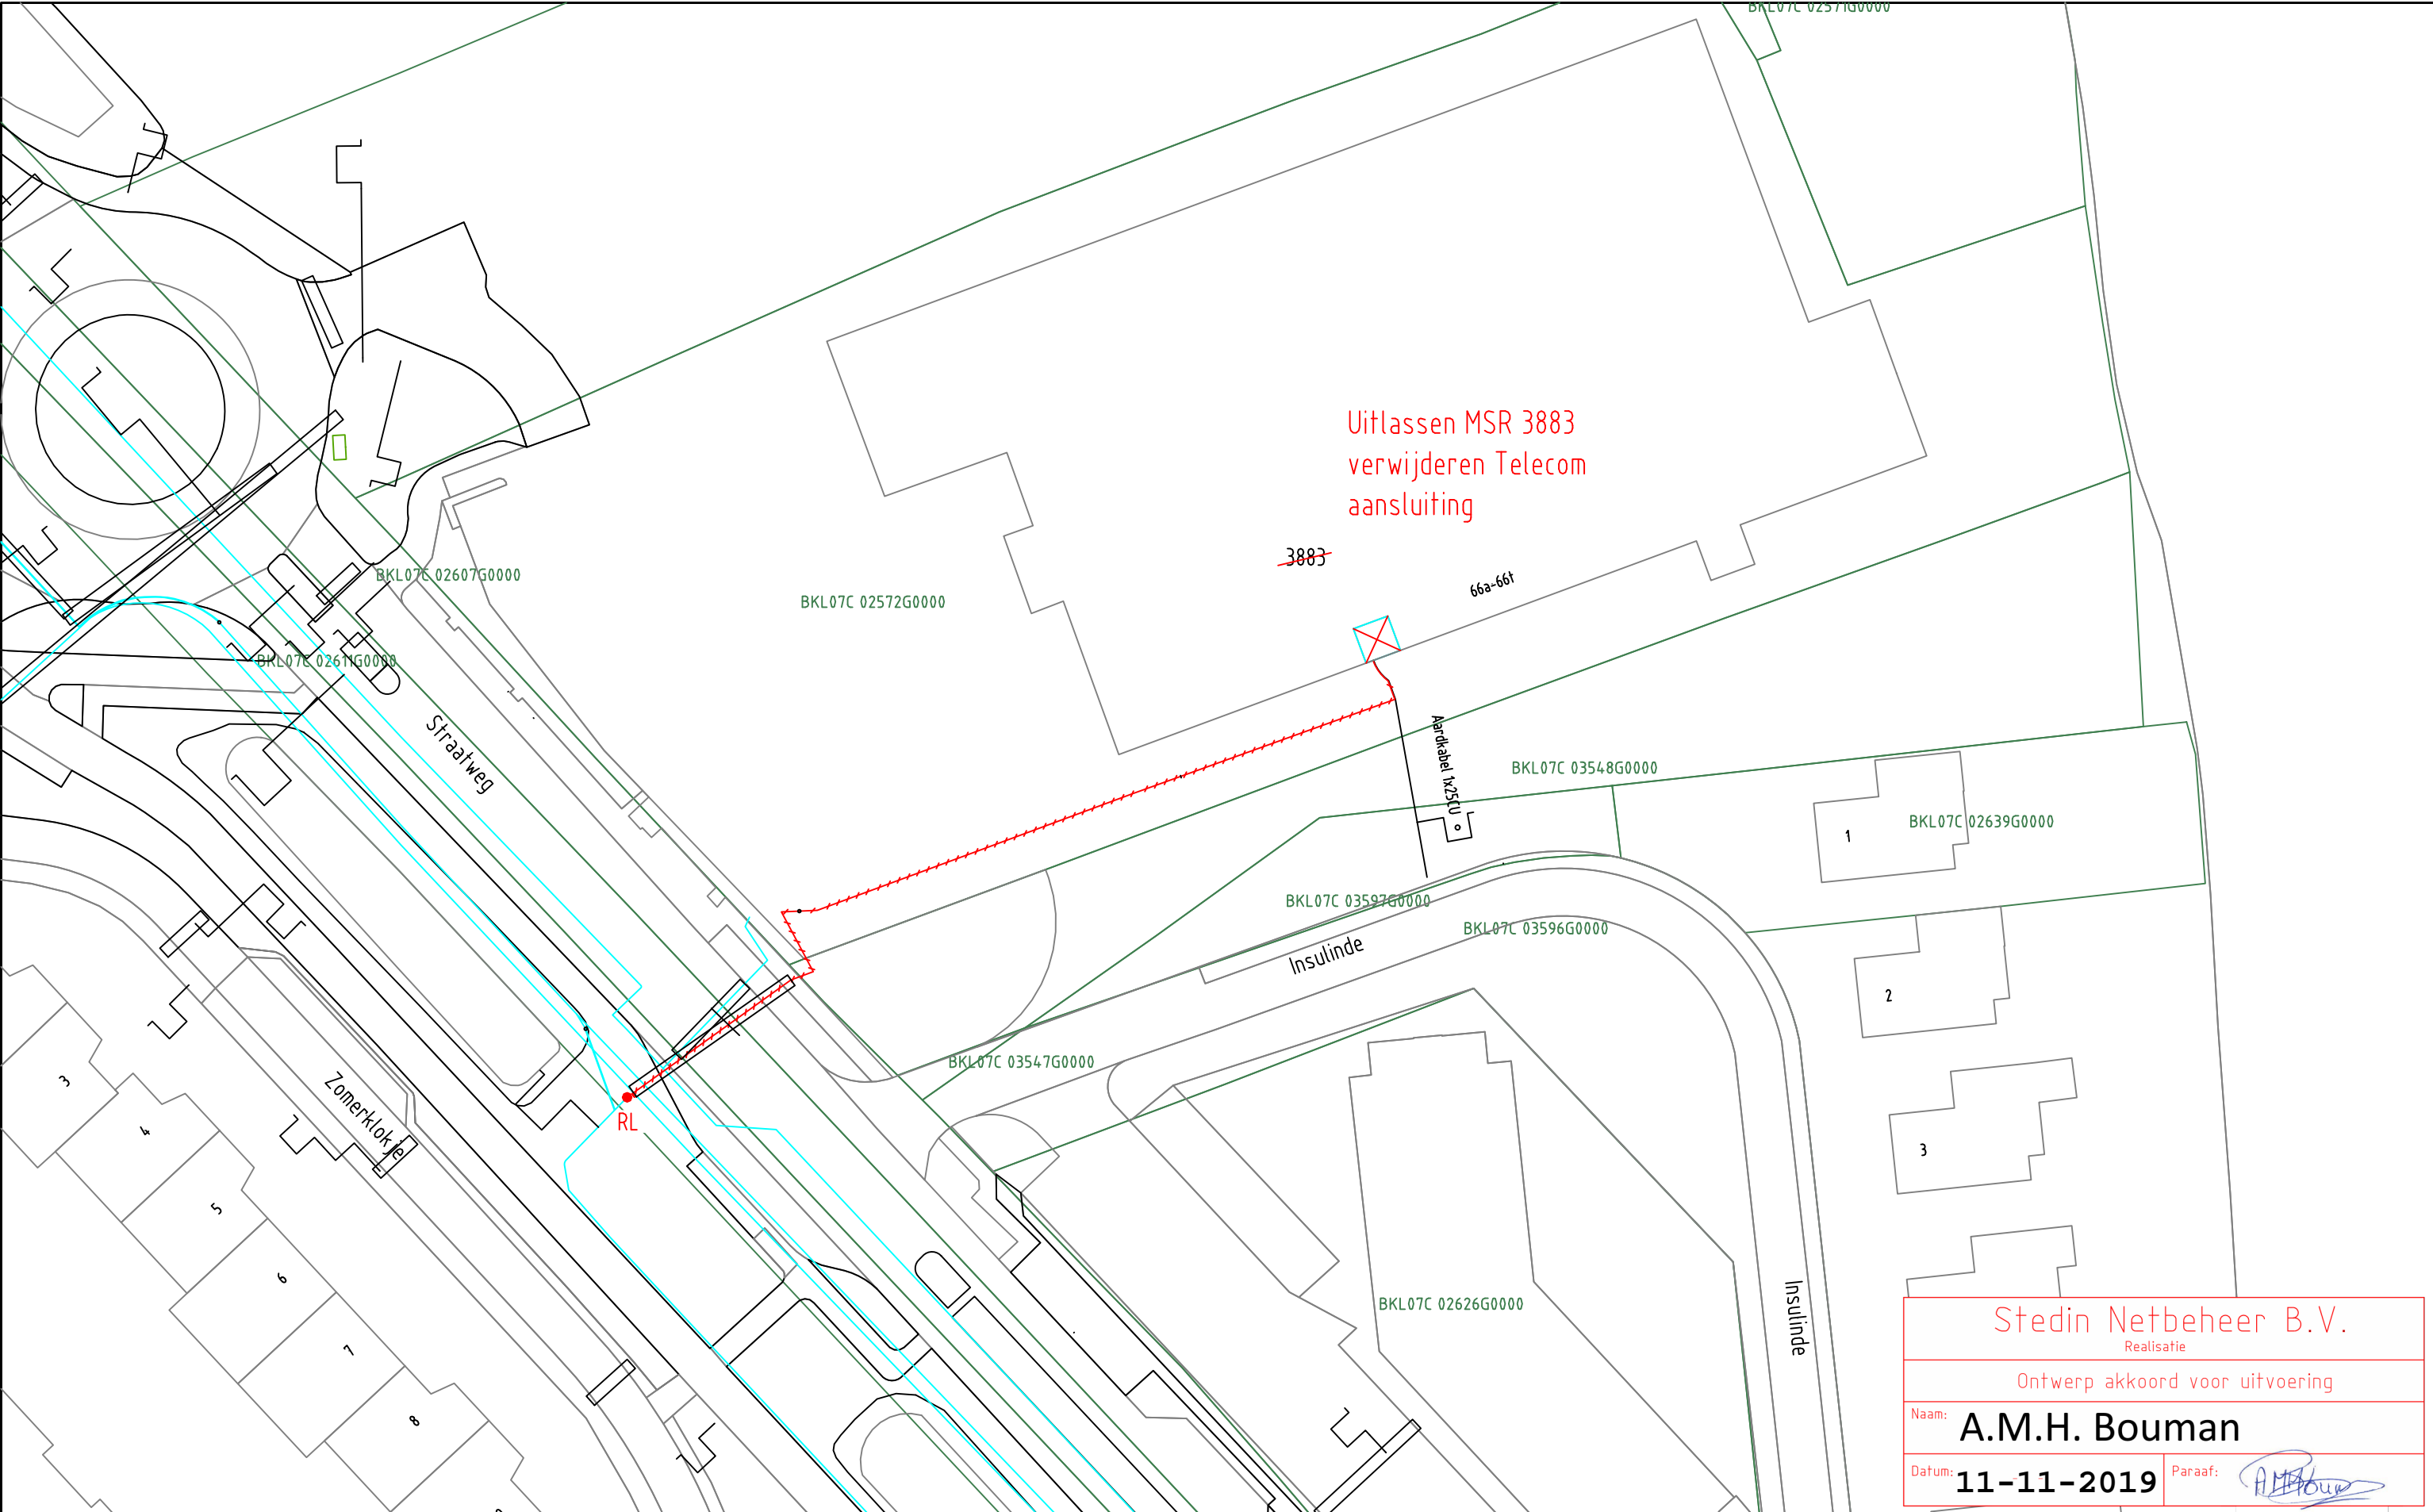 BKL07C 02571G0000
Uitlassen MSR 3883
verwijderen Telecom
aansluiting
3883
66a-66t
BKL07C 02607G0000
BKL07C 02572G0000
BKL07C 02611G0000
Straatweg
Aardkabel 1x25CU
BKL07C 03548G0000
1
BKL07C 02639G0000
BKL07C 03597G0000
BKL07C 03596G0000
Insulinde
2
BKL07C 03547G0000
RL
Zomerklokje
3
4
5
6
7
8
3
BKL07C 02626G0000
Insulinde
Stedin Netbeheer B.V.
Realisatie
Ontwerp akkoord voor uitvoering
Naam: A.M.H. Bouman
Datum: 11-11-2019 Paraaf: AMHBouman